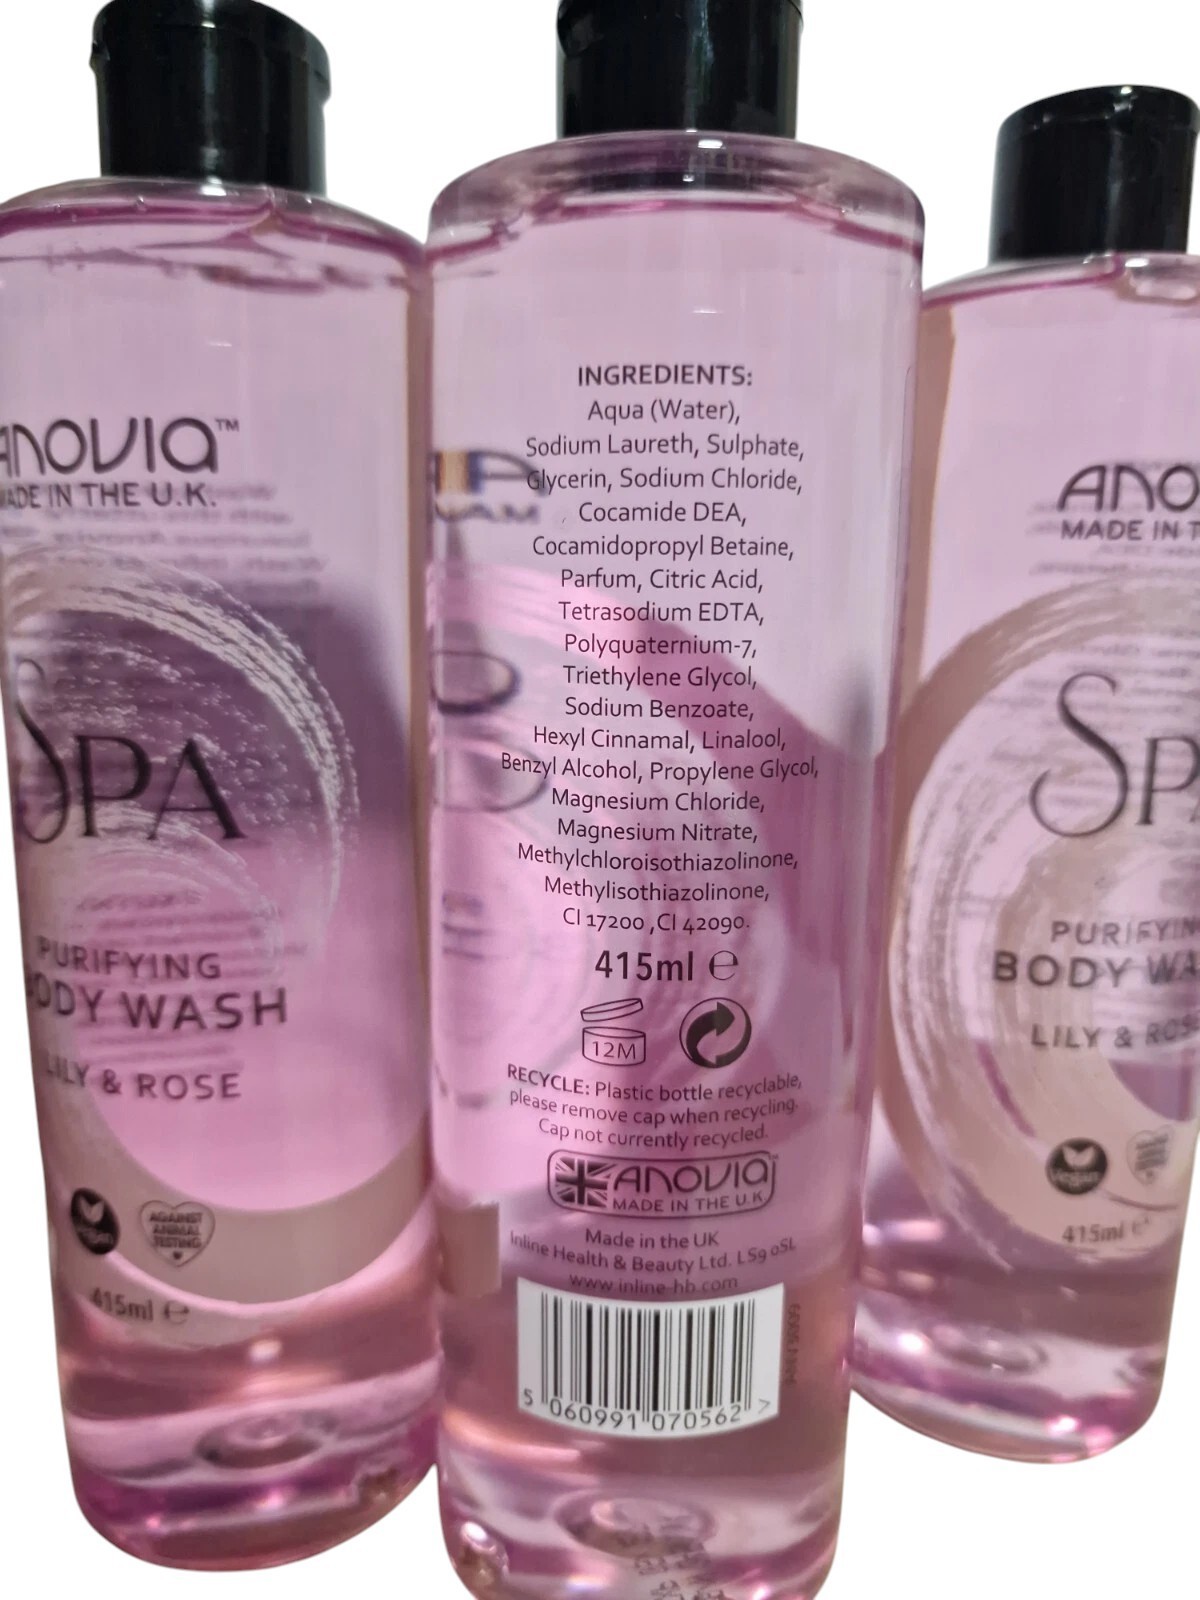 ANOVIA™
MADE IN THE U.K.
SPA
PURIFYING
BODY WASH
LILY & ROSE
vegan
AGAINST
ANIMAL
TESTING
415ml ℮
INGREDIENTS:
Aqua (Water),
Sodium Laureth, Sulphate,
Glycerin, Sodium Chloride,
Cocamide DEA,
Cocamidopropyl Betaine,
Parfum, Citric Acid,
Tetrasodium EDTA,
Polyquaternium-7,
Triethylene Glycol,
Sodium Benzoate,
Hexyl Cinnamal, Linalool,
Benzyl Alcohol, Propylene Glycol,
Magnesium Chloride,
Magnesium Nitrate,
Methylchloroisothiazolinone,
Methylisothiazolinone,
CI 17200 ,CI 42090.
415ml ℮
12M
RECYCLE: Plastic bottle recyclable,
please remove cap when recycling.
Cap not currently recycled.
ANOVIA™
MADE IN THE U.K
Made in the UK
Inline Health & Beauty Ltd. LS9 0SL
www.inline-hb.com
5 060991 070562 >
ANO
MADE IN T
SPA
PURIFYIN
BODY WA
LILY & ROS
vegan
415ml ℮